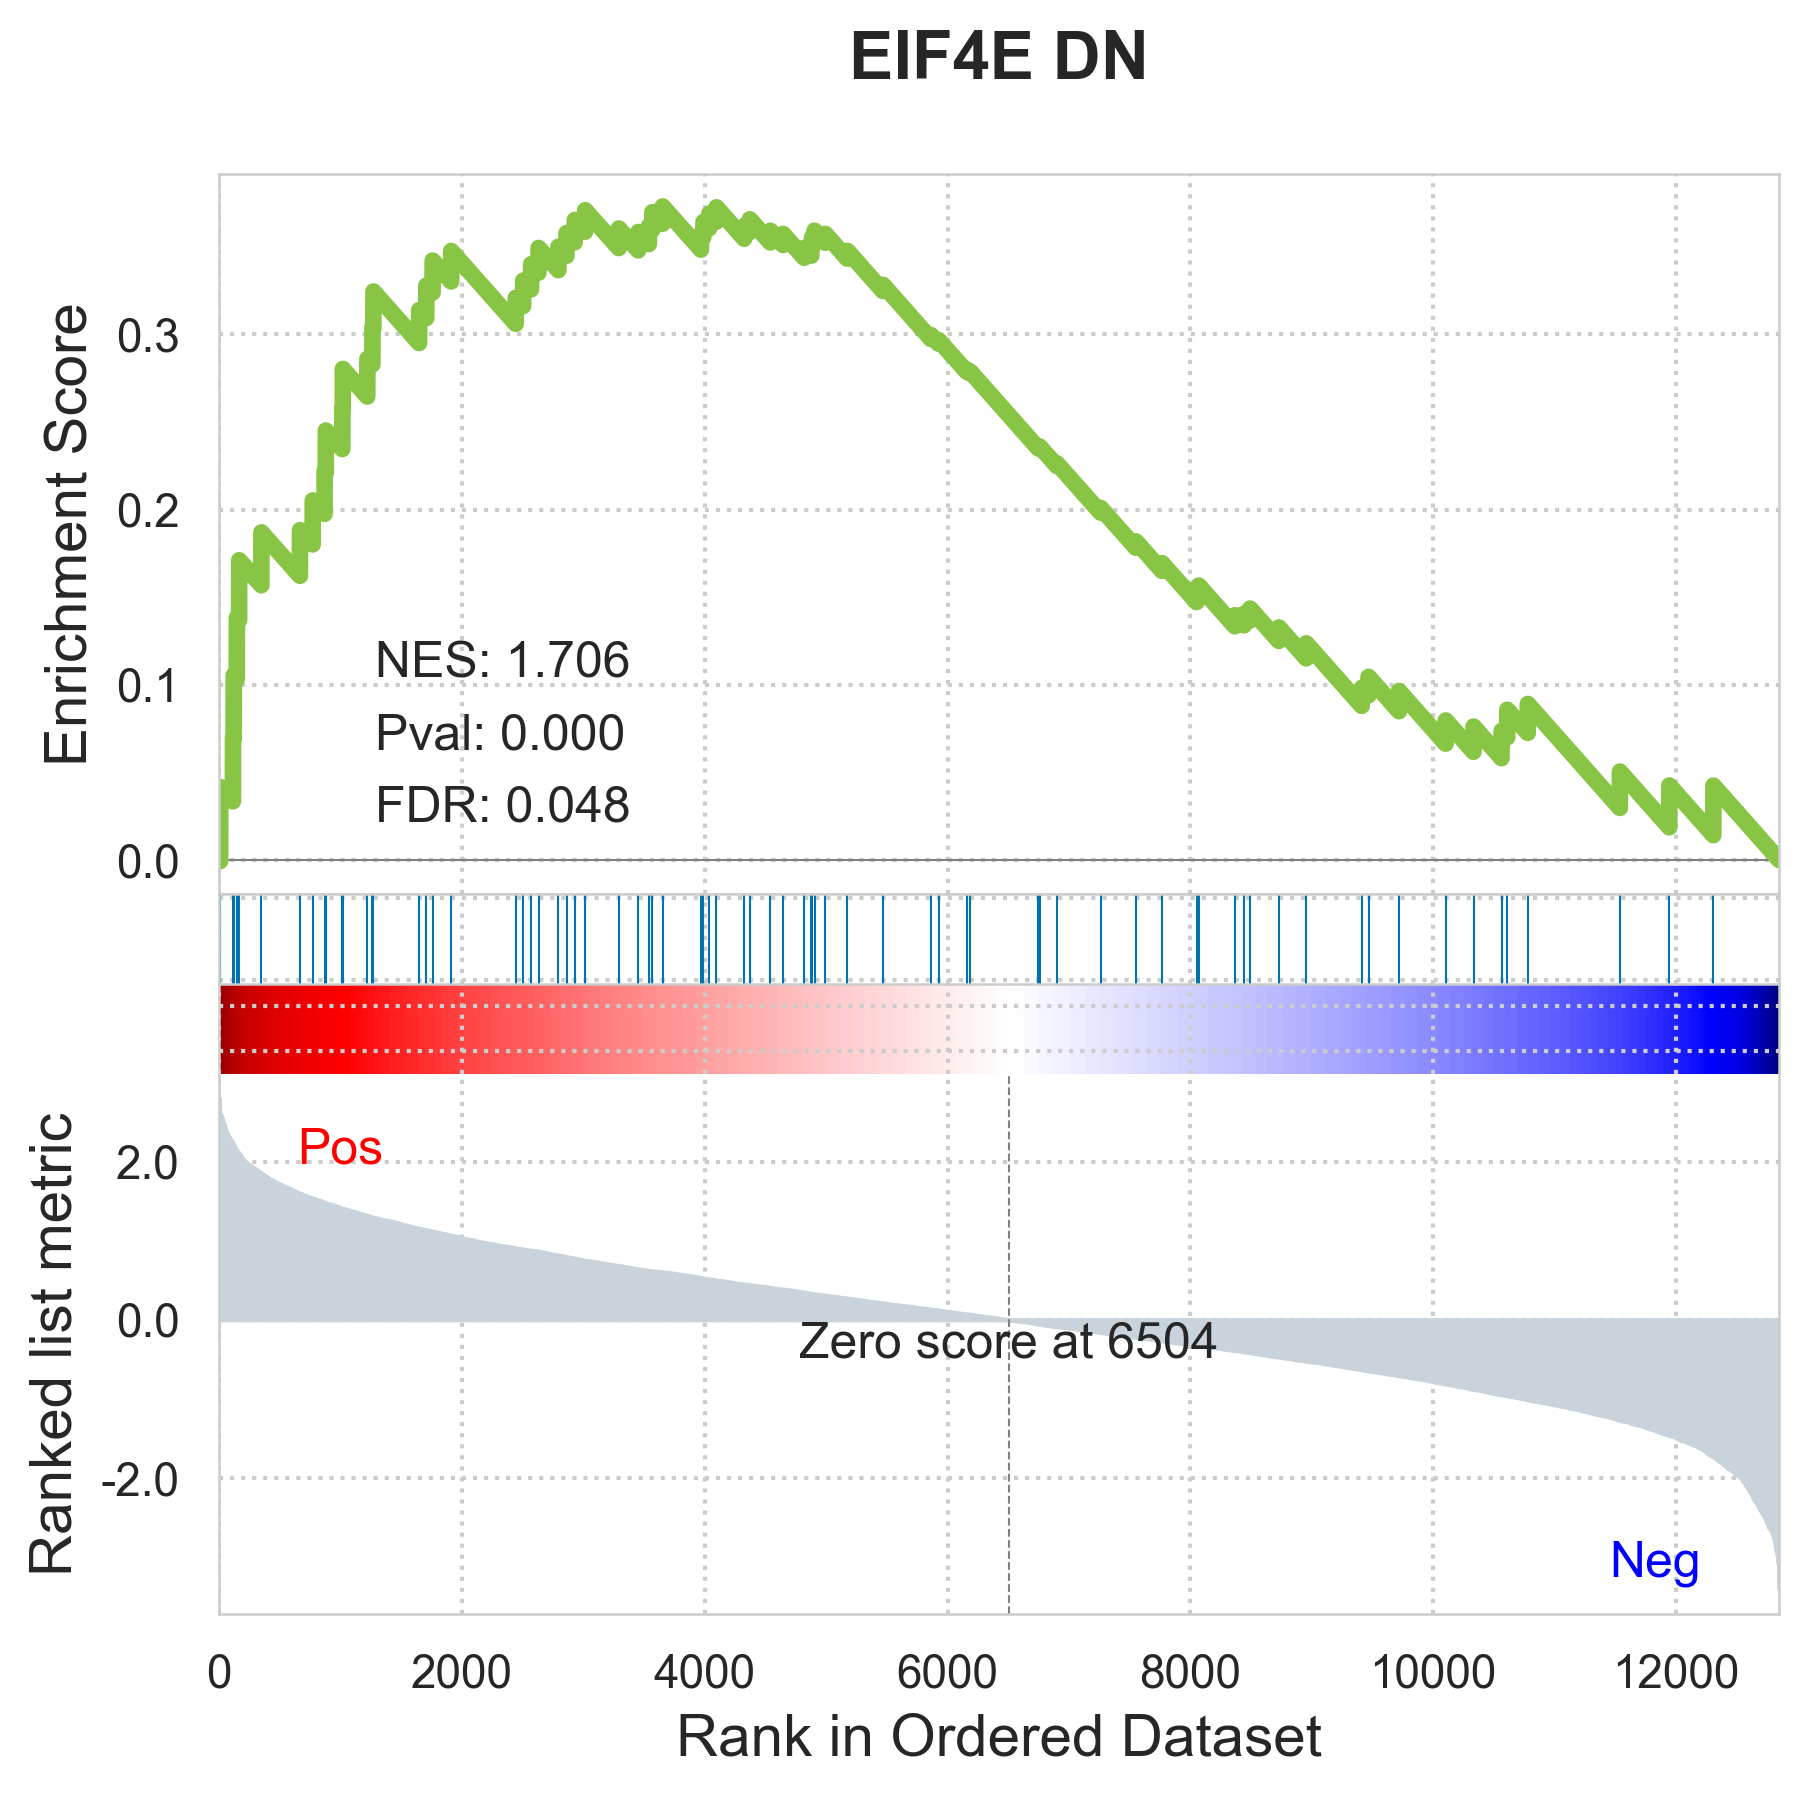 EIF4E DN
Enrichment Score
0.3
0.2
0.1
0.0
NES: 1.706
Pval: 0.000
FDR: 0.048
Ranked list metric
2.0
0.0
-2.0
Pos
Zero score at 6504
Neg
0 2000 4000 6000 8000 10000 12000
Rank in Ordered Dataset